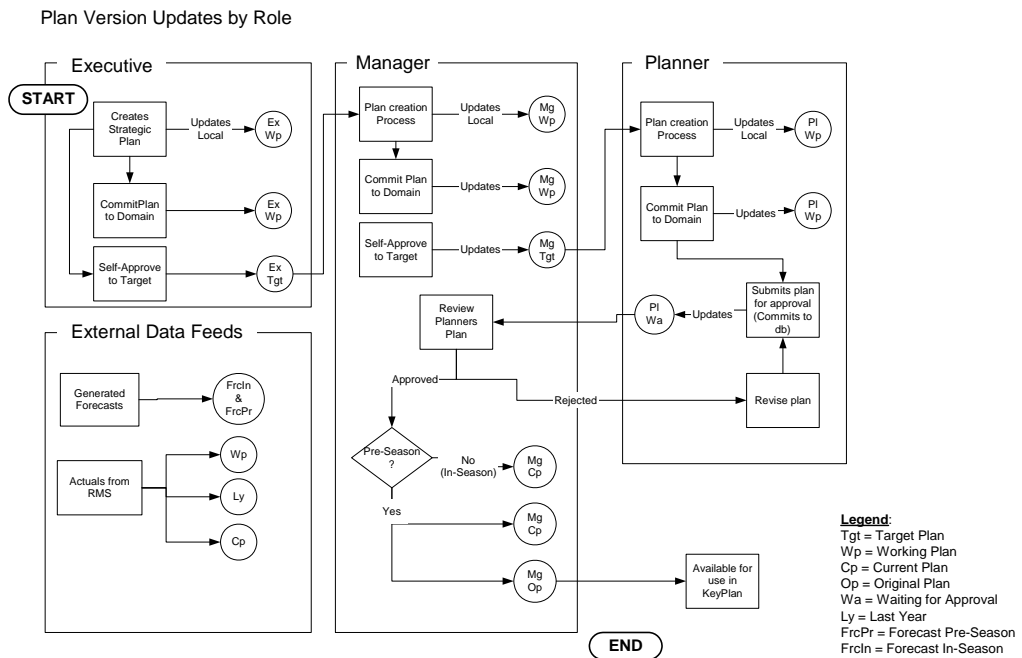 Plan Version Updates by Role
Executive
START
Creates
Strategic
Plan
Updates
Local
Ex
Wp
CommitPlan
to Domain
Ex
Wp
Self-Approve
to Target
Ex
Tgt
Manager
Plan creation
Process
Updates
Local
Mg
Wp
Commit Plan
to Domain
Updates
Mg
Wp
Self-Approve
to Target
Updates
Mg
Tgt
Review
Planners
Plan
Approved
Rejected
Pre-Season
?
No
(In-Season)
Mg
Cp
Yes
Mg
Cp
Mg
Op
Available for
use in
KeyPlan
END
Planner
Plan creation
Process
Updates
Local
Pl
Wp
Commit Plan
to Domain
Updates
Pl
Wp
Submits plan
for approval
(Commits to
db)
Updates
Pl
Wa
Revise plan
External Data Feeds
Generated
Forecasts
FrcIn
&
FrcPr
Actuals from
RMS
Wp
Ly
Cp
Legend:
Tgt = Target Plan
Wp = Working Plan
Cp = Current Plan
Op = Original Plan
Wa = Waiting for Approval
Ly = Last Year
FrcPr = Forecast Pre-Season
FrcIn = Forecast In-Season